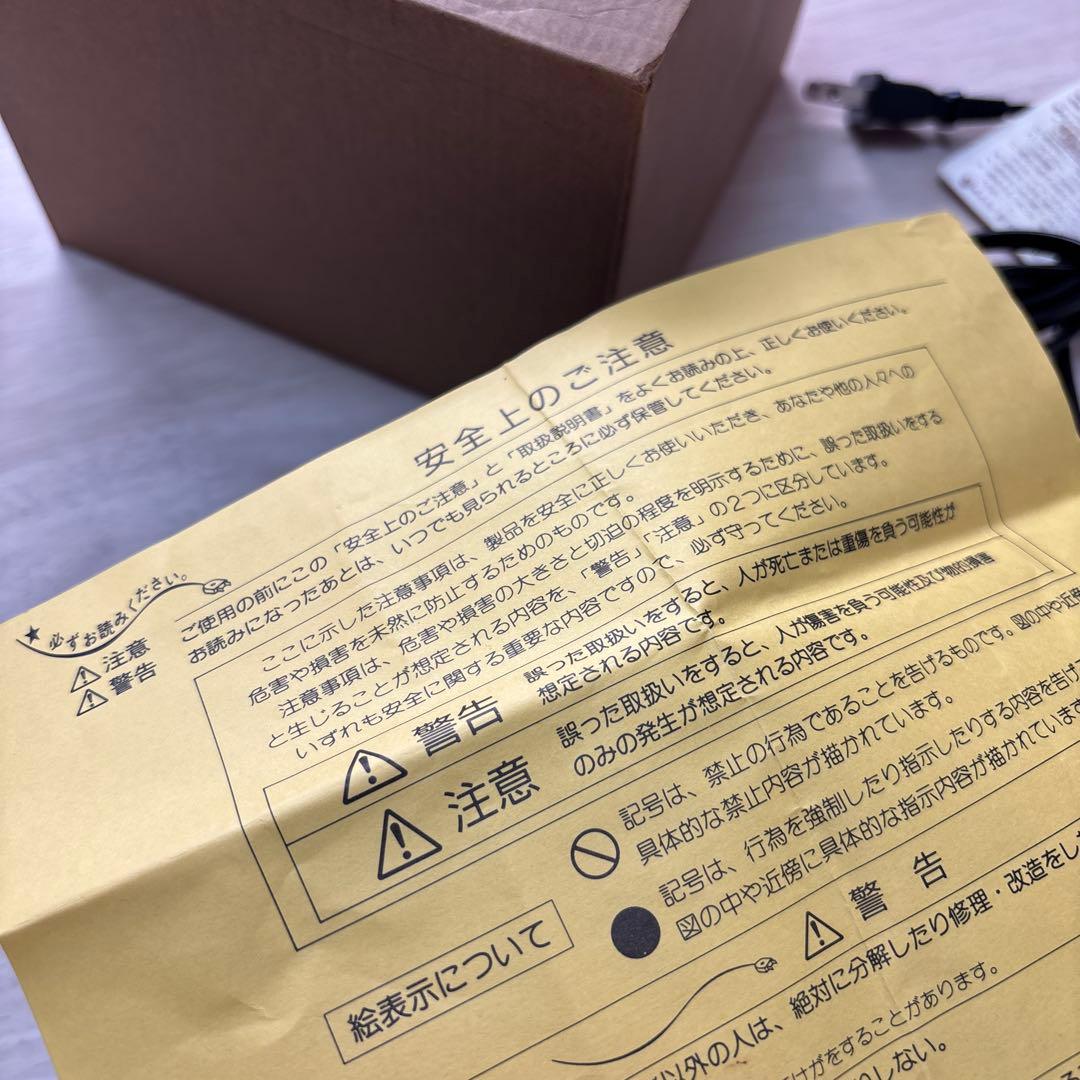 安全上のご注意
★必ずお読みください。
注意
警告
ご使用の前にこの「安全上のご注意」と「取扱説明書」をよくお読みの上、正しくお使いください。
お読みになったあとは、いつでも見られるところに必ず保管してください。
ここに示した注意事項は、製品を安全に正しくお使いいただき、あなたや他の人々への
危害や損害を未然に防止するためのものです。
注意事項は、危害や損害の大きさと切迫の程度を明示するために、誤った取扱いをする
と生じることが想定される内容を、「警告」「注意」の2つに区分しています。
いずれも安全に関する重要な内容ですので、必ず守ってください。
警告 誤った取扱いをすると、人が死亡または重傷を負う可能性が
想定される内容です。
注意 誤った取扱いをすると、人が傷害を負う可能性及び物的損害
のみの発生が想定される内容です。
絵表示について
記号は、禁止の行為であることを告げるものです。図の中や近傍
具体的な禁止内容が描かれています。
記号は、行為を強制したり指示したりする内容を告げ
図の中や近傍に具体的な指示内容が描かれています
警告
以外の人は、絶対に分解したり修理・改造をし
けがをすることがあります。
しない。